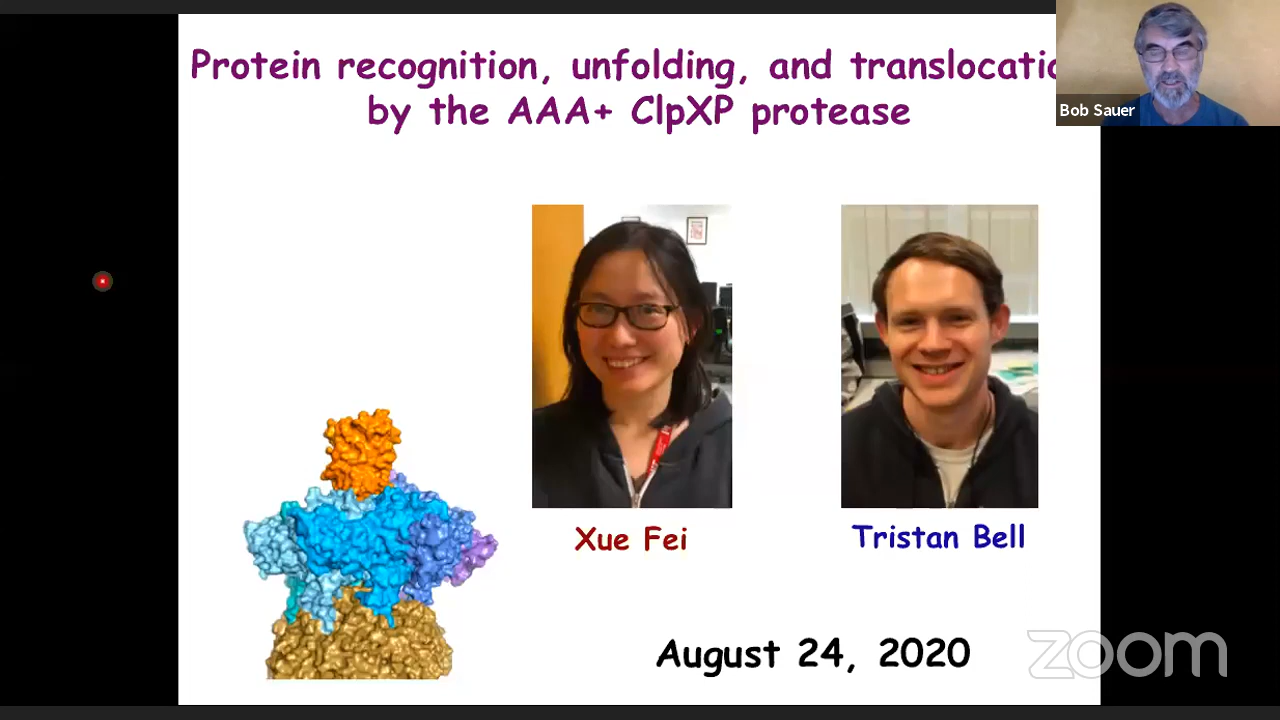 Protein recognition, unfolding, and translocatio
by the AAA+ ClpXP protease
Bob Sauer
Xue Fei
Tristan Bell
August 24, 2020
zoom